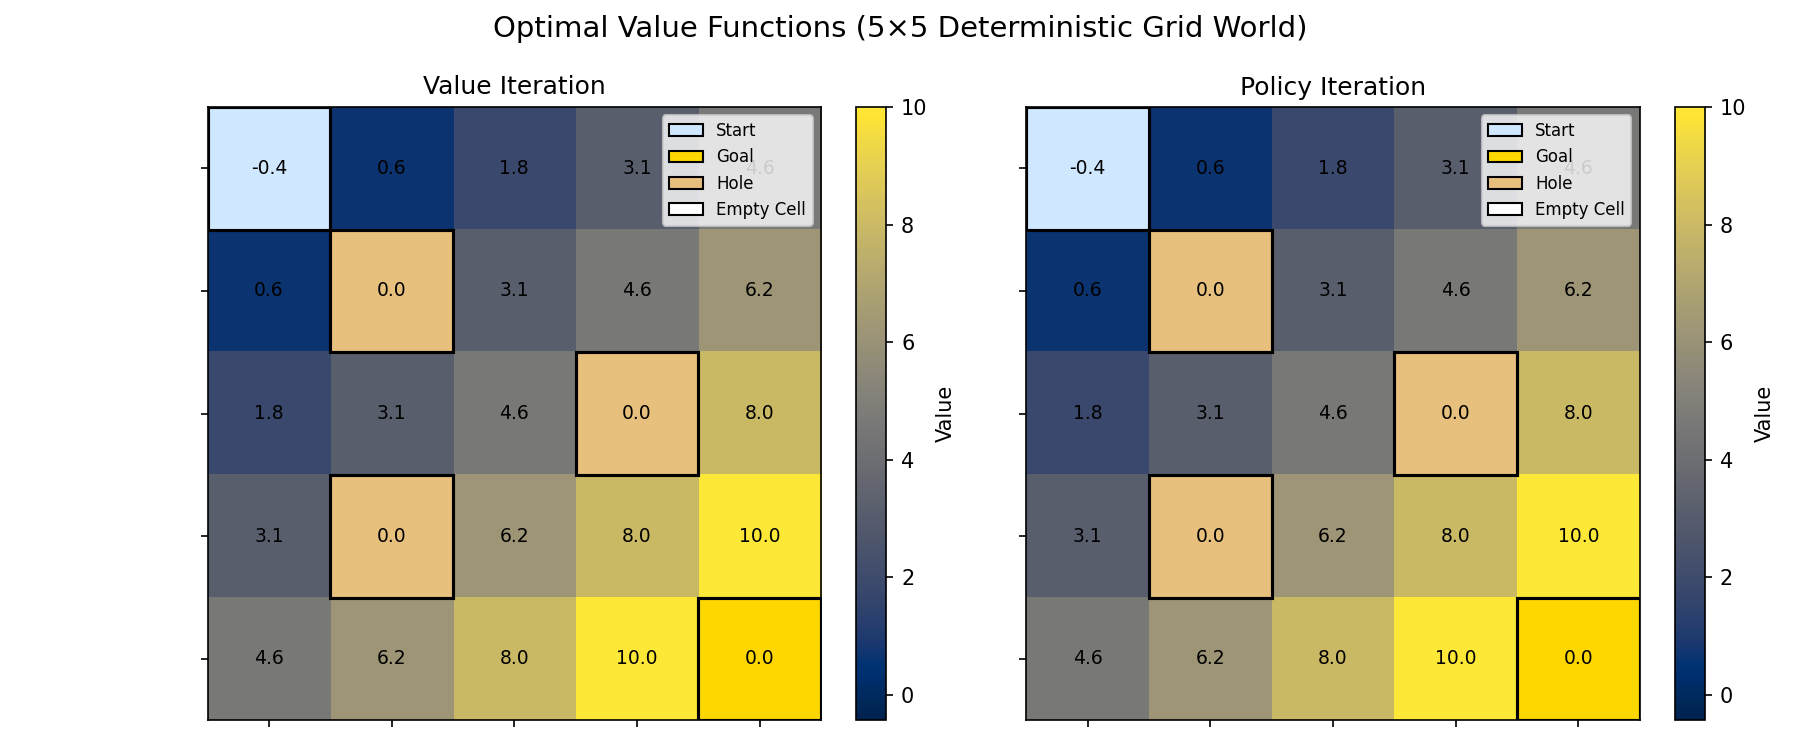 Optimal Value Functions (5×5 Deterministic Grid World)
Value Iteration
-0.4 0.6 1.8 3.1 4.6
0.6 0.0 3.1 4.6 6.2
1.8 3.1 4.6 0.0 8.0
3.1 0.0 6.2 8.0 10.0
4.6 6.2 8.0 10.0 0.0
Start
Goal
Hole
Empty Cell
10
8
6
4
2
0
Value
Policy Iteration
-0.4 0.6 1.8 3.1 4.6
0.6 0.0 3.1 4.6 6.2
1.8 3.1 4.6 0.0 8.0
3.1 0.0 6.2 8.0 10.0
4.6 6.2 8.0 10.0 0.0
Start
Goal
Hole
Empty Cell
10
8
6
4
2
0
Value